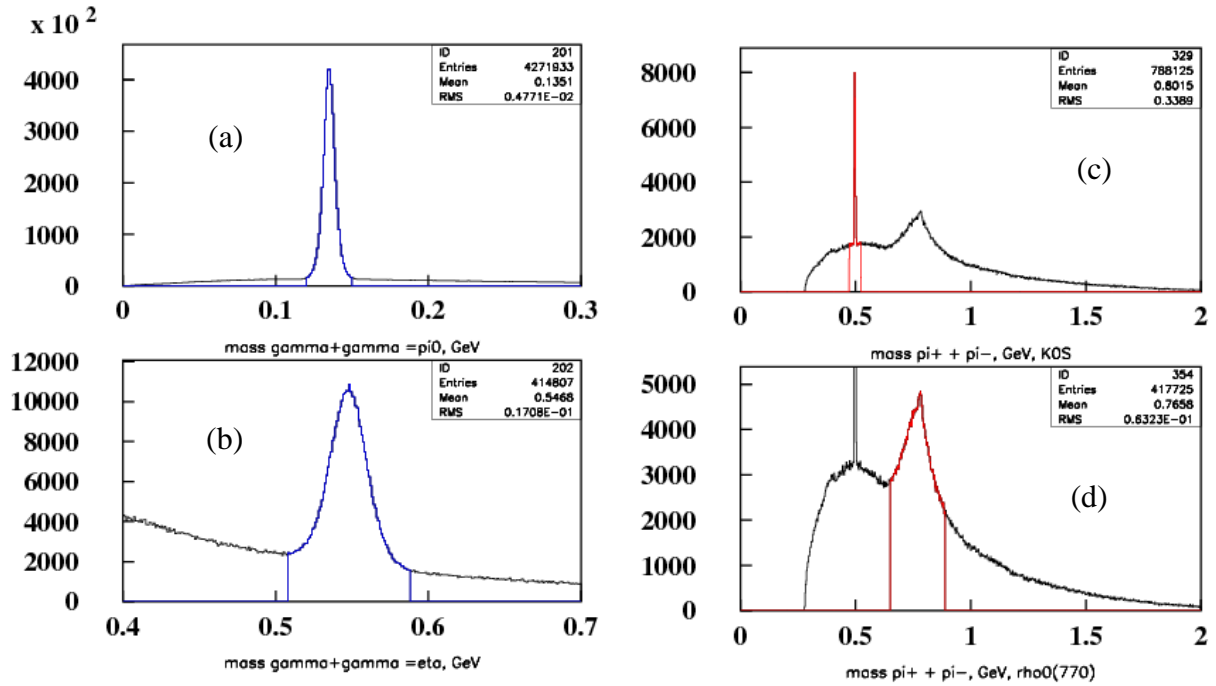 x 10 2
ID 201
Entries 4271933
Mean 0.1351
RMS 0.4771E-02
4000
3000
2000
1000
0
(a)
0 0.1 0.2 0.3
mass gamma+gamma =pi0, GeV
ID 202
Entries 414807
Mean 0.5468
RMS 0.1708E-01
12000
10000
8000
6000
4000
2000
0
(b)
0.4 0.5 0.6 0.7
mass gamma+gamma =eta, GeV
ID 329
Entries 788125
Mean 0.8015
RMS 0.3389
8000
6000
4000
2000
0
(c)
0 0.5 1 1.5 2
mass pi+ + pi-, GeV, K0S
ID 354
Entries 417725
Mean 0.7658
RMS 0.6323E-01
5000
4000
3000
2000
1000
0
(d)
0 0.5 1 1.5 2
mass pi+ + pi-, GeV, rho0(770)